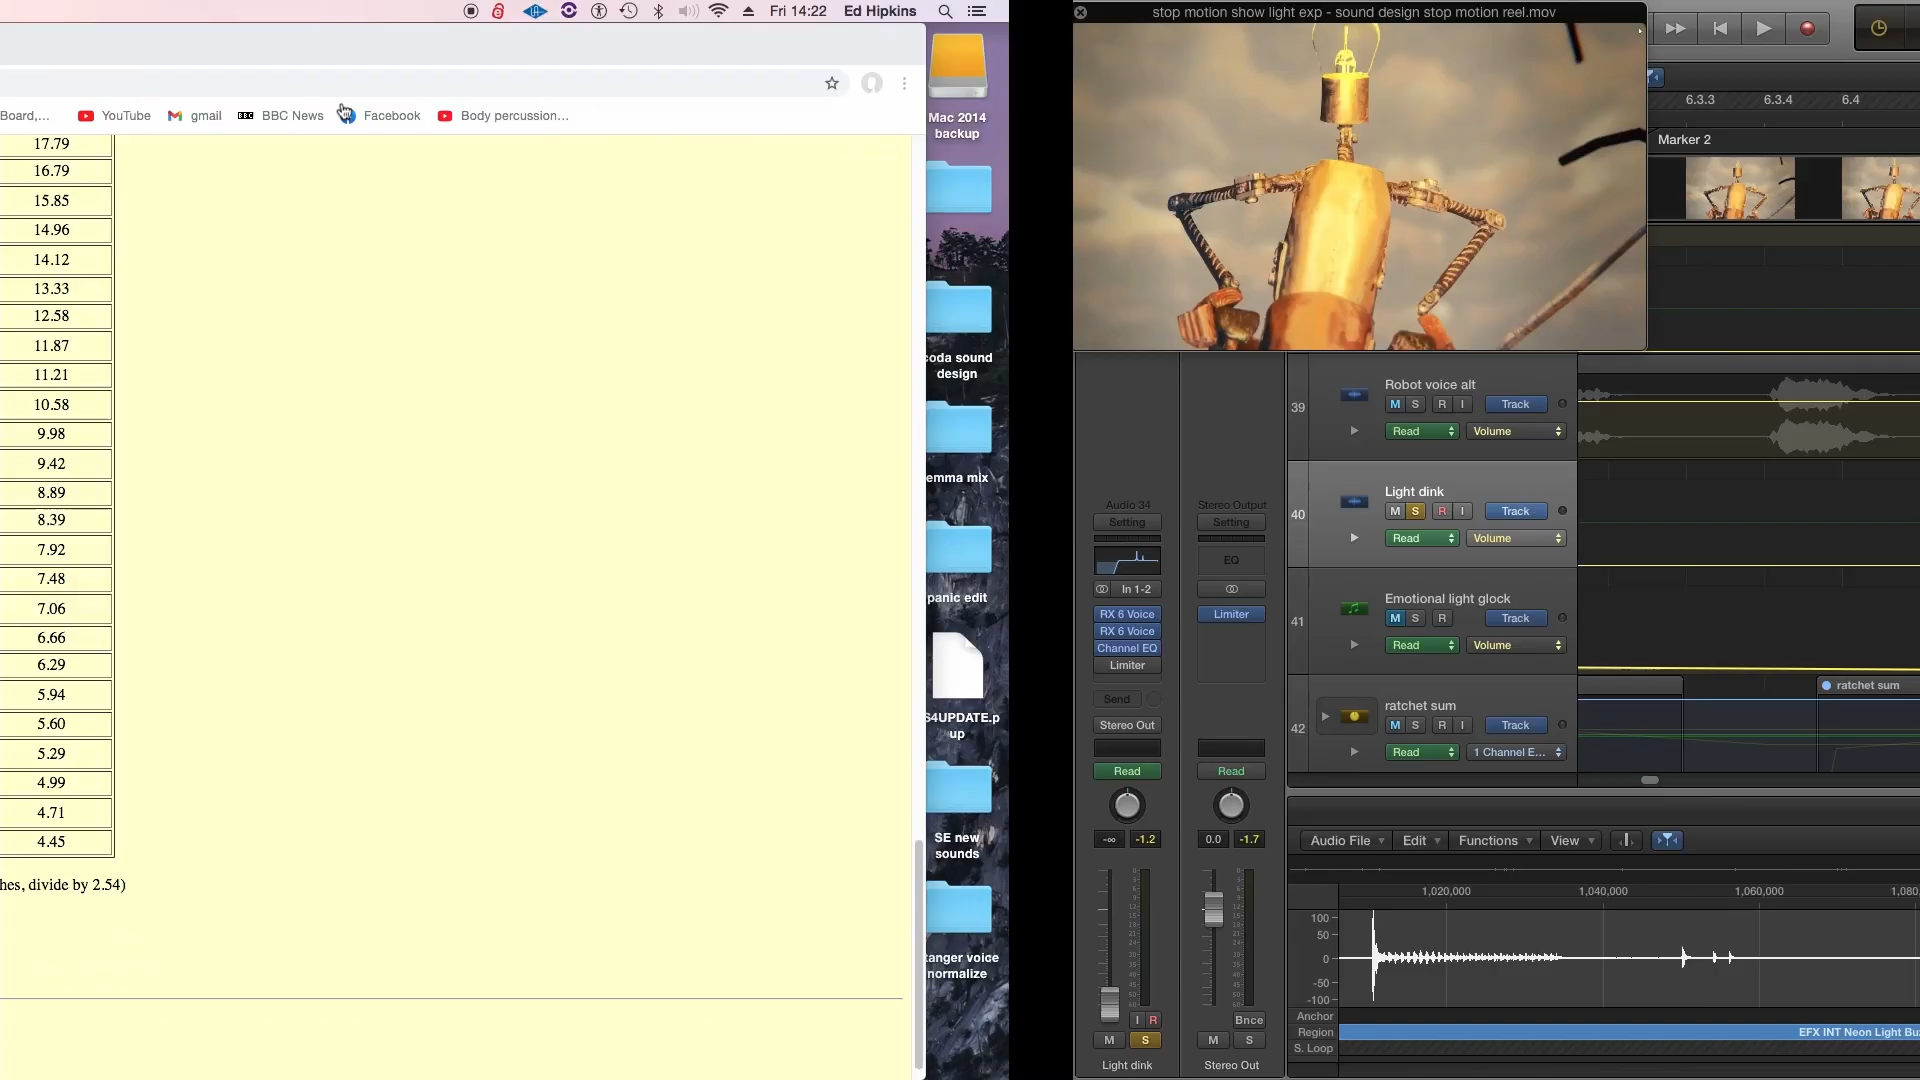 Fri 14:22 Ed Hipkins
Board,... YouTube gmail BBC News Facebook Body percussion...
17.79
16.79
15.85
14.96
14.12
13.33
12.58
11.87
11.21
10.58
9.98
9.42
8.89
8.39
7.92
7.48
7.06
6.66
6.29
5.94
5.60
5.29
4.99
4.71
4.45
hes, divide by 2.54)
Mac 2014
backup
coda sound
design
emma mix
panic edit
S4UPDATE.p
up
SE new
sounds
tanger voice
normalize
stop motion show light exp - sound design stop motion reel.mov
6.3.3 6.3.4 6.4
Marker 2
39
Robot voice alt
M S R I Track
Read Volume
40
Light dink
M S R I Track
Read Volume
41
Emotional light glock
M S R Track
Read Volume
42
ratchet sum
M S R I Track
Read 1 Channel E...
ratchet sum
Audio 34 Stereo Output
Setting Setting
EQ
In 1-2
RX 6 Voice Limiter
RX 6 Voice
Channel EQ
Limiter
Send
Stereo Out
Read Read
-∞ -1.2 0.0 -1.7
I R Bnce
M S M S
Light dink Stereo Out
Audio File Edit Functions View
1,020,000 1,040,000 1,060,000 1,080
100
50
0
-50
-100
Anchor
Region EFX INT Neon Light Bu
S. Loop